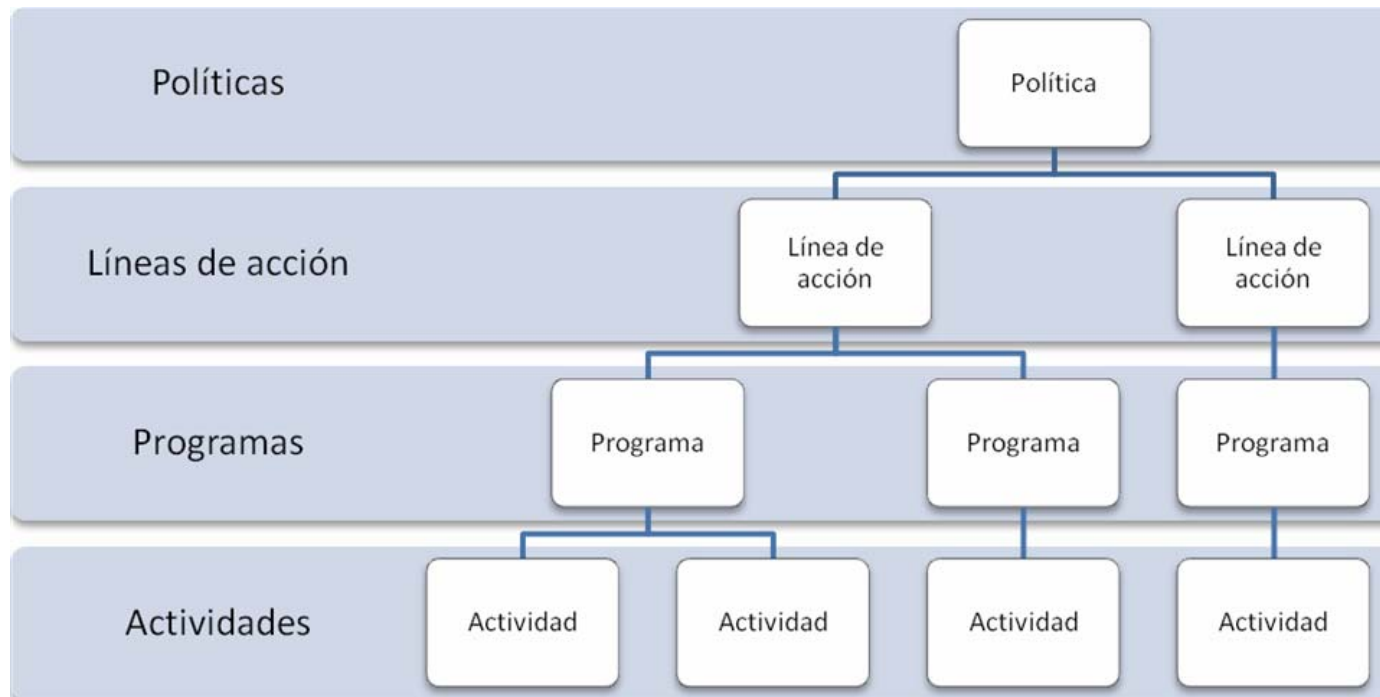 Políticas
Política
Líneas de acción
Línea de
acción
Línea de
acción
Programas
Programa
Programa
Programa
Actividades
Actividad
Actividad
Actividad
Actividad